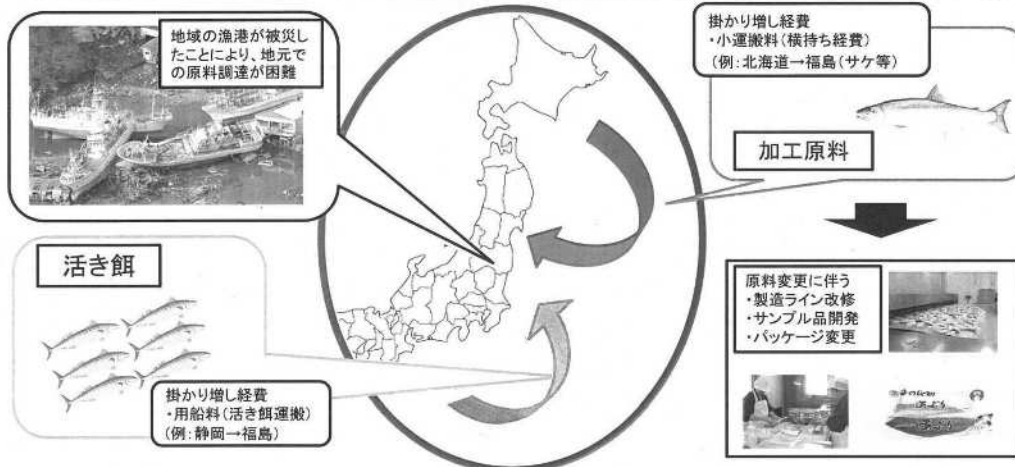 地域の漁港が被災し
たことにより、地元で
の原料調達が困難
掛かり増し経費
・小運搬料(横持ち経費)
(例:北海道→福島(サケ等)
加工原料
活き餌
掛かり増し経費
・用船料(活き餌運搬)
(例:静岡→福島)
原料変更に伴う
・製造ライン改修
・サンプル品開発
・パッケージ変更